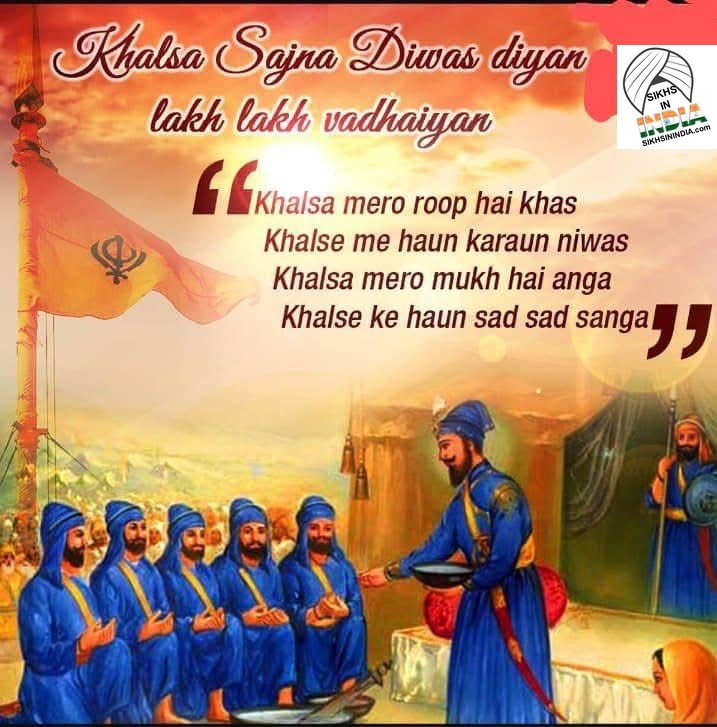 Khalsa Sajna Diwas diyan
lakh lakh vadhaiyan
SIKHS
IN
INDIA
SIKHSININDIA.com
“Khalsa mero roop hai khas
Khalse me haun karaun niwas
Khalsa mero mukh hai anga
Khalse ke haun sad sad sanga”